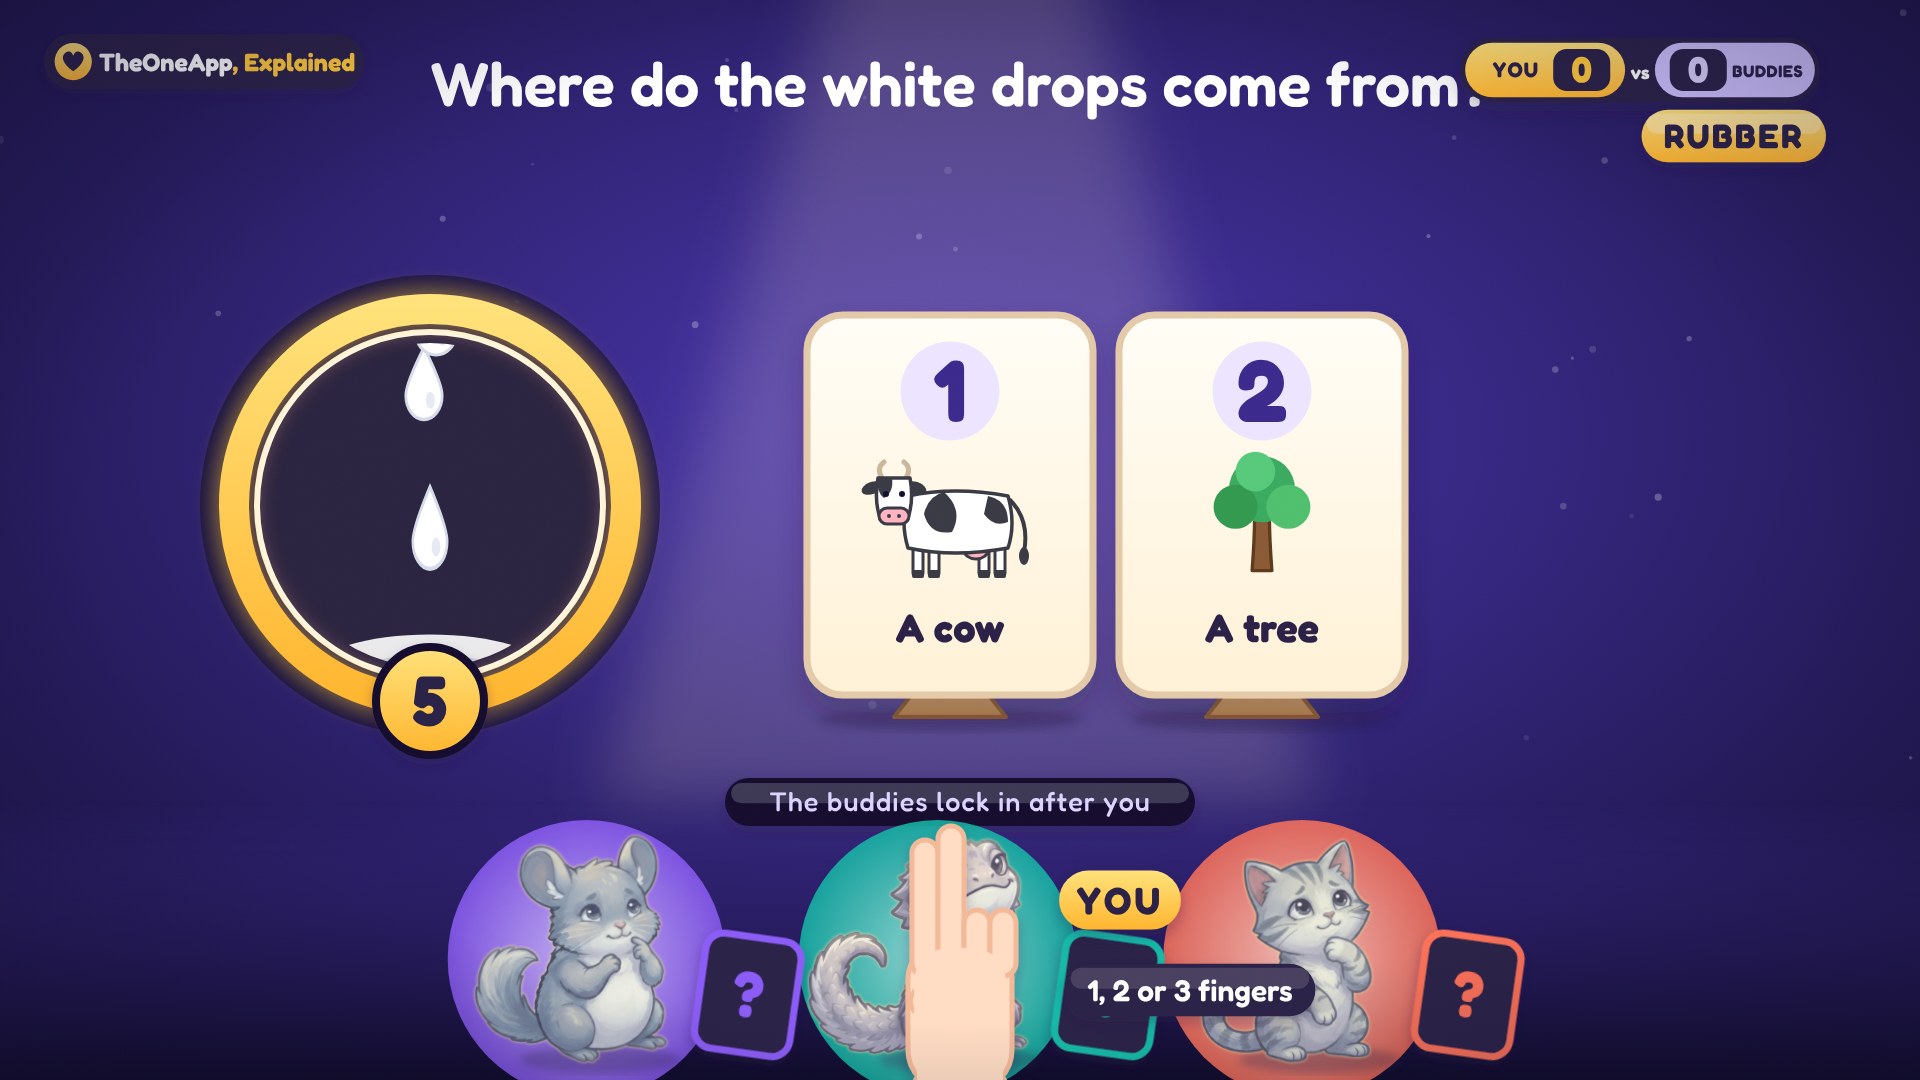 TheOneApp, Explained
Where do the white drops come from?
YOU 0 vs 0 BUDDIES
RUBBER
1
2
A cow
A tree
5
The buddies lock in after you
YOU
?
1, 2 or 3 fingers
?